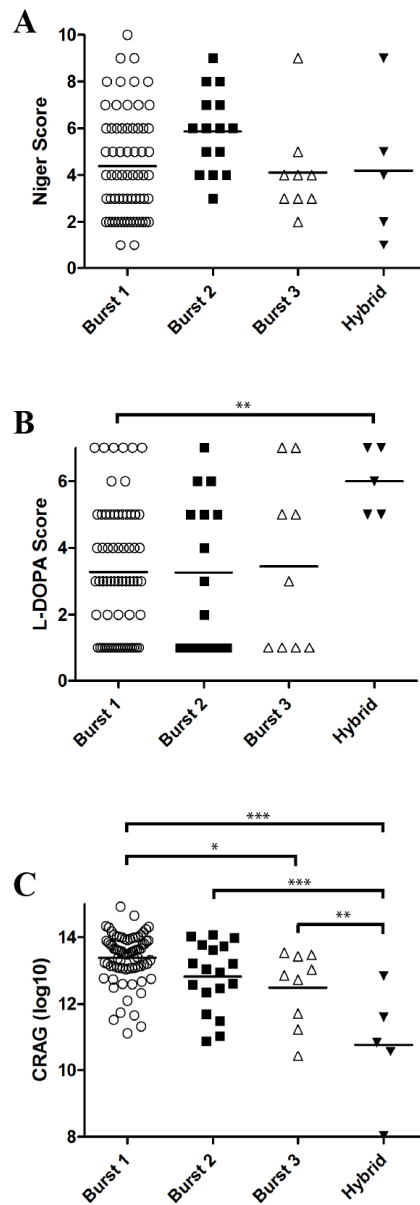 A
Niger Score
10
8
6
4
2
0
Burst 1 Burst 2 Burst 3 Hybrid
**
B
L-DOPA Score
6
4
2
0
Burst 1 Burst 2 Burst 3 Hybrid
***
*
***
**
C
CRAG (log10)
14
12
10
8
Burst 1 Burst 2 Burst 3 Hybrid